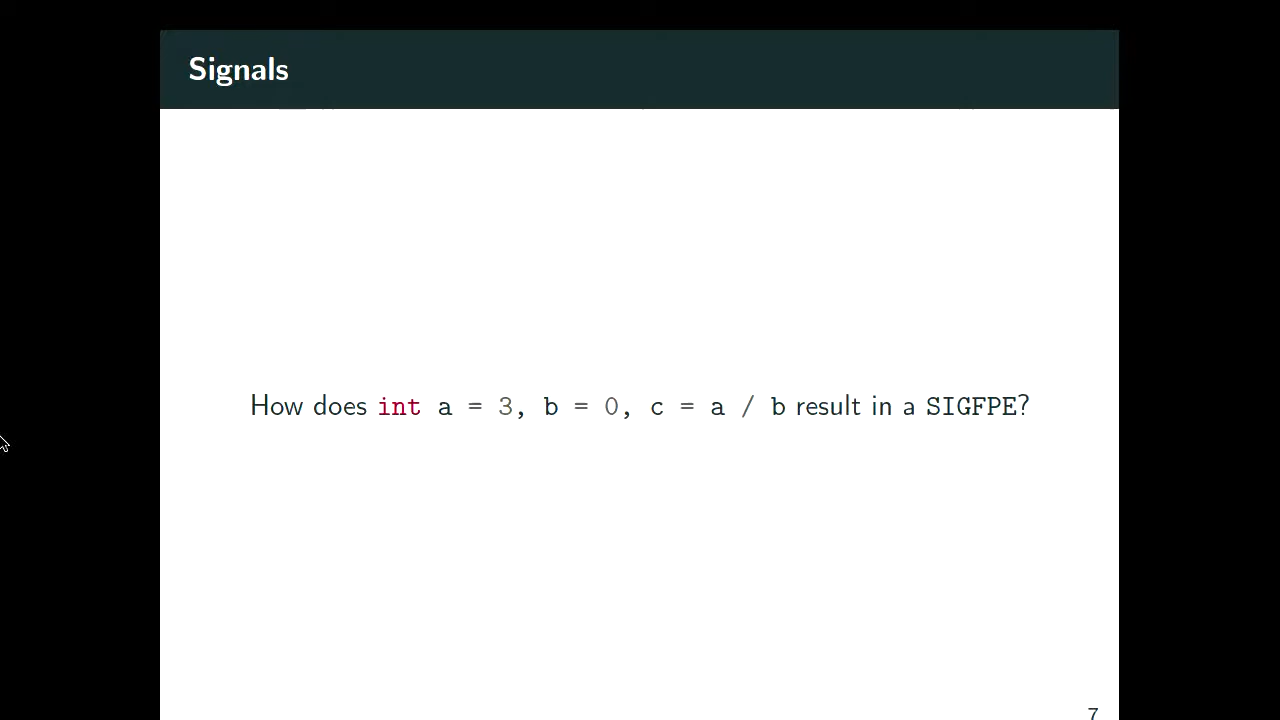 Signals
How does int a = 3, b = 0, c = a / b result in a SIGFPE?
7